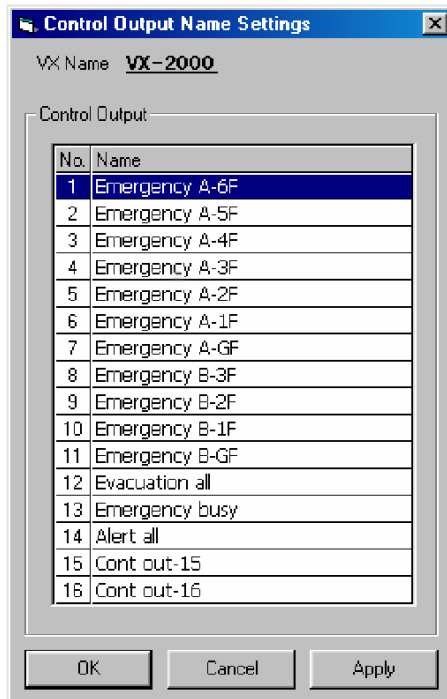 Control Output Name Settings
VX Name VX-2000
Control Output
No. Name
1 Emergency A-6F
2 Emergency A-5F
3 Emergency A-4F
4 Emergency A-3F
5 Emergency A-2F
6 Emergency A-1F
7 Emergency A-GF
8 Emergency B-3F
9 Emergency B-2F
10 Emergency B-1F
11 Emergency B-GF
12 Evacuation all
13 Emergency busy
14 Alert all
15 Cont out-15
16 Cont out-16
OK Cancel Apply